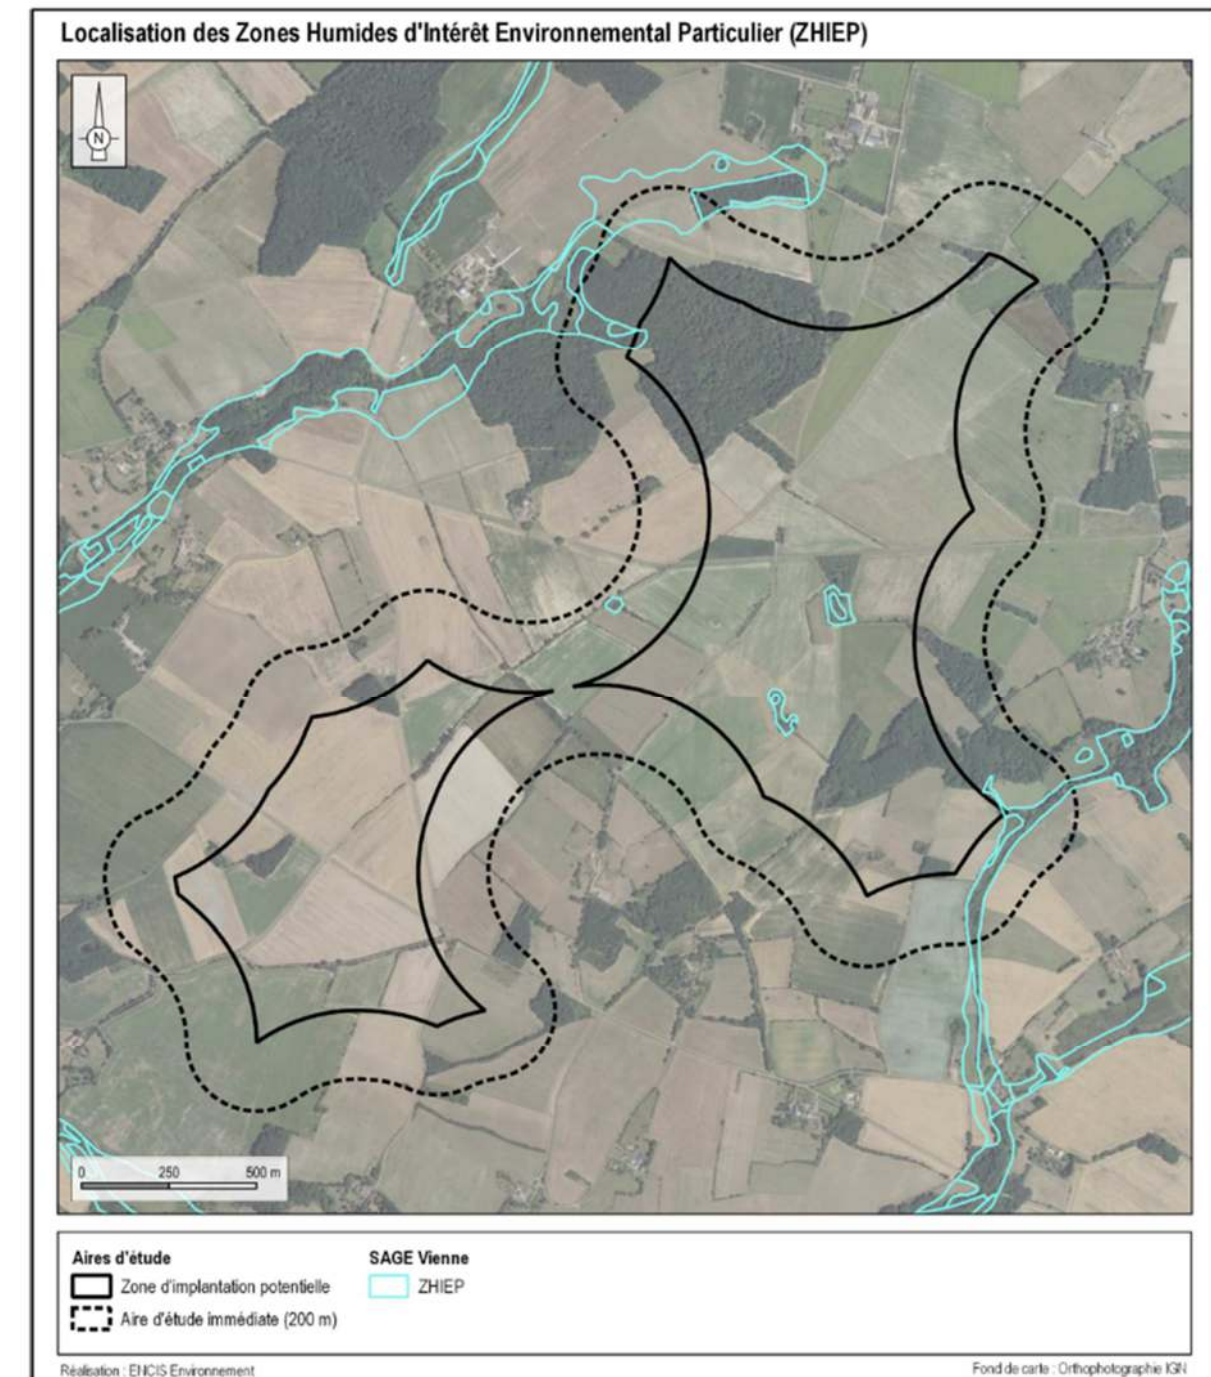 Localisation des Zones Humides d'Intérêt Environnemental Particulier (ZHIEP)
N
0 250 500 m
Aires d'étude
Zone d'implantation potentielle
Aire d'étude immédiate (200 m)
SAGE Vienne
ZHIEP
Réalisation : ENCIS Environnement
Fond de carte : Orthophotographie IGN